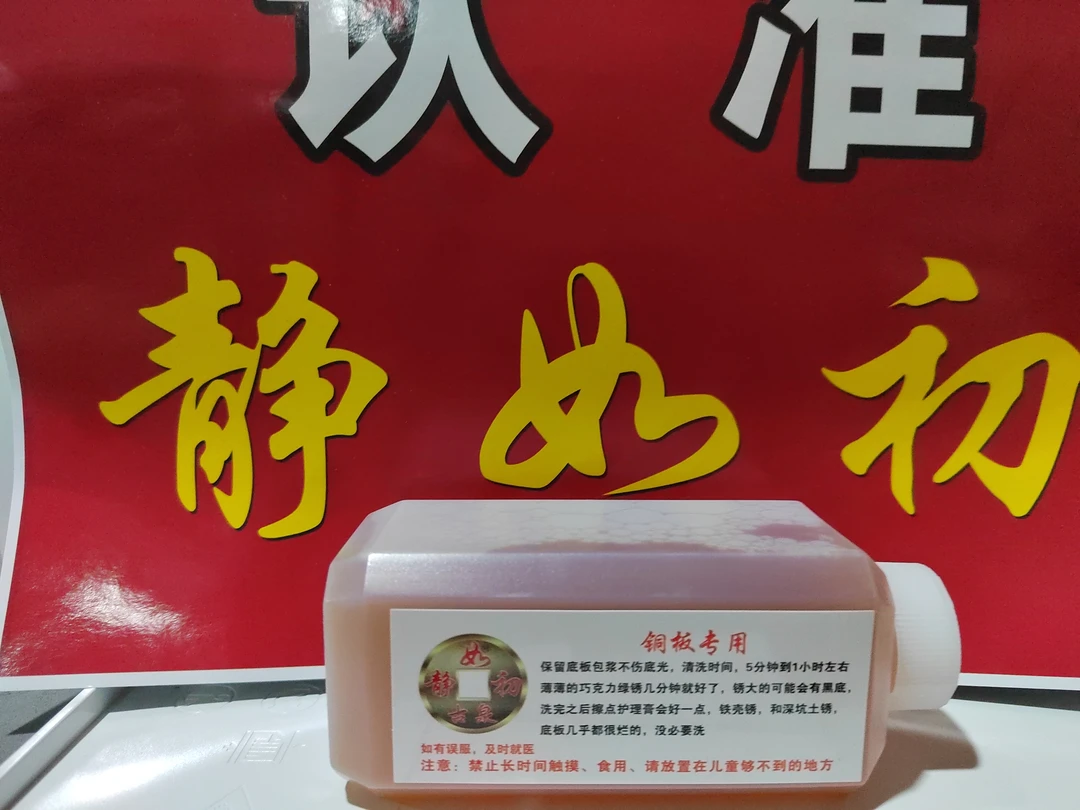 认准
静如初
如
静 初
古泉
铜板专用
保留底板包浆不伤底光，清洗时间，5分钟到1小时左右
薄薄的巧克力绿锈几分钟就好了，锈大的可能会有黑底，
洗完之后擦点护理膏会好一点，铁壳锈，和深坑土锈，
底板几乎都很烂的，没必要洗
如有误服，及时就医
注意：禁止长时间触摸、食用、请放置在儿童够不到的地方